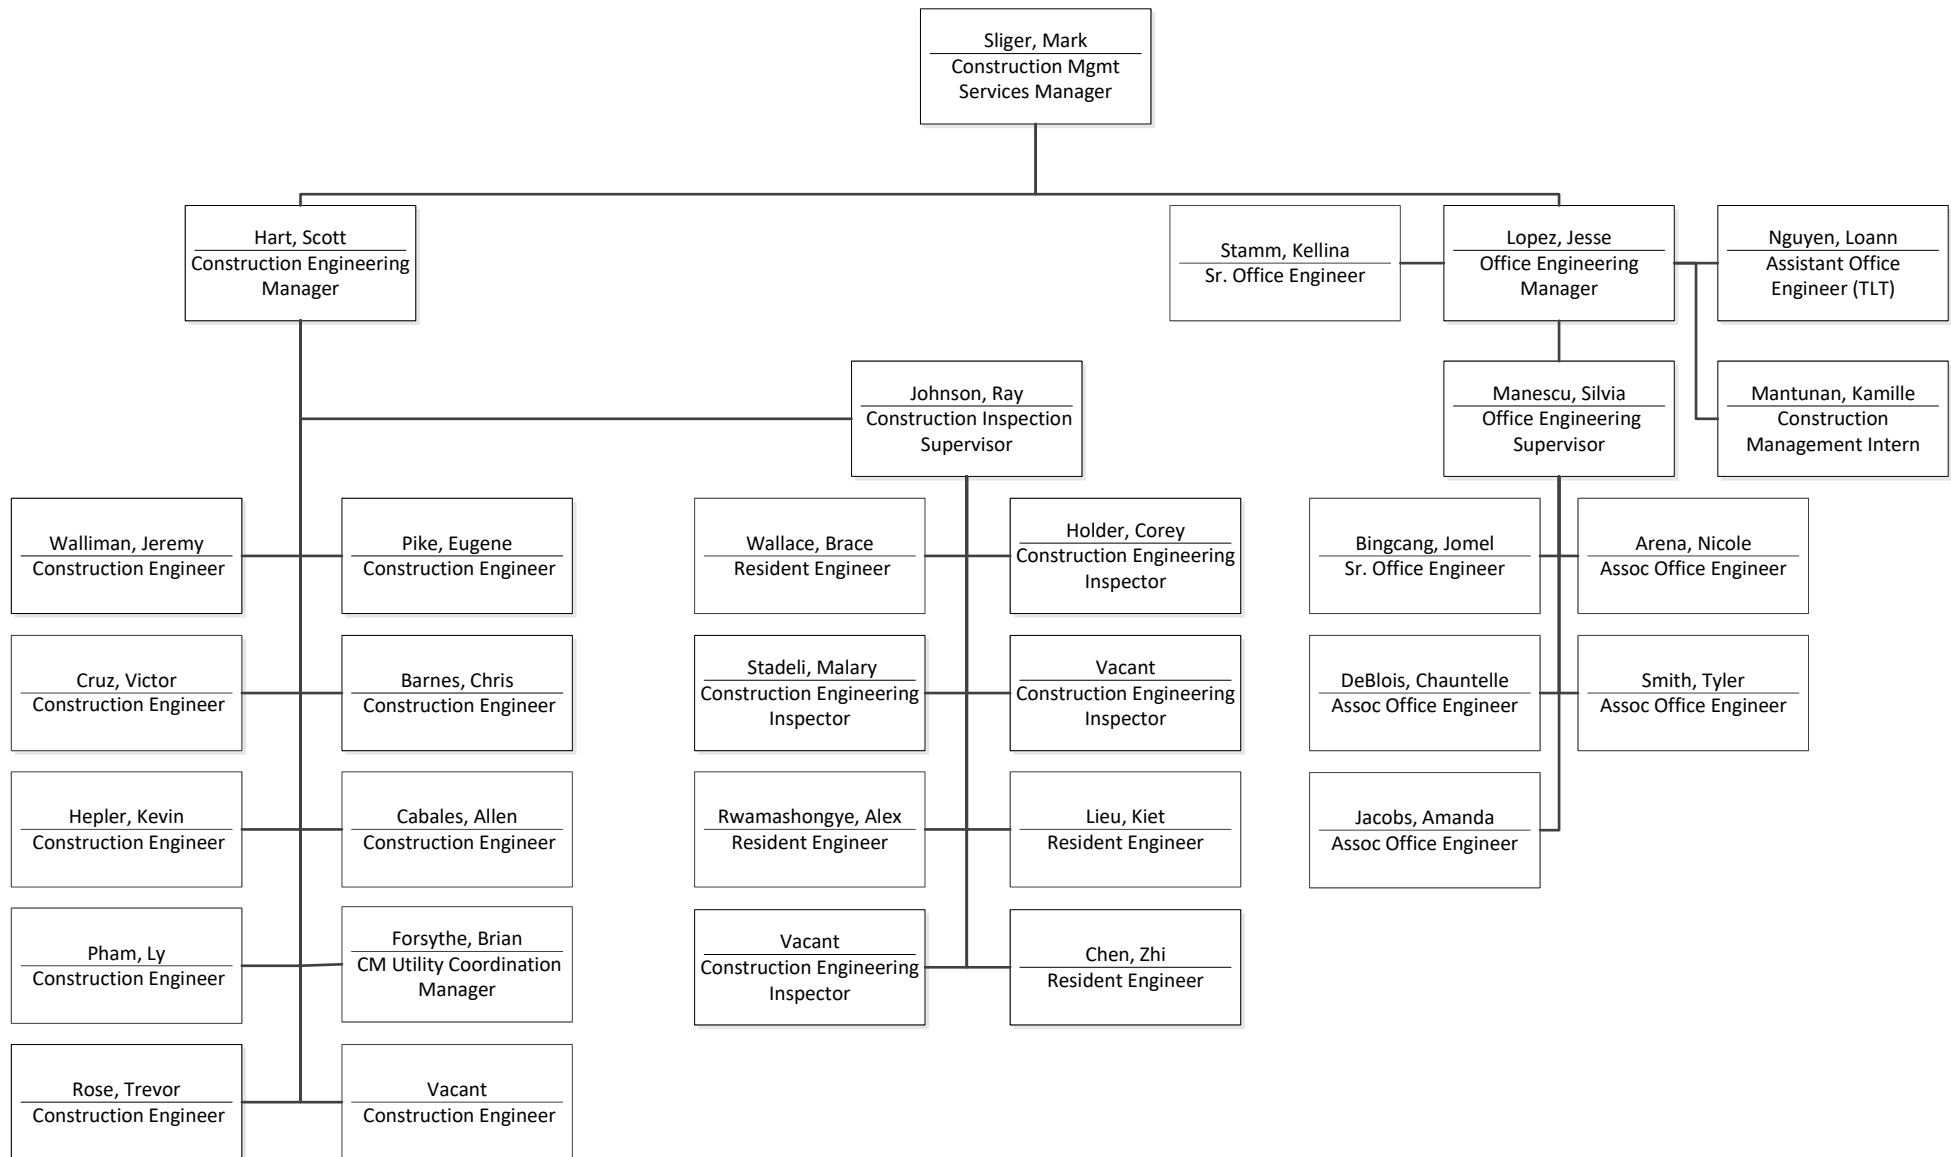 Sliger, Mark
Construction Mgmt
Services Manager
Hart, Scott
Construction Engineering
Manager
Stamm, Kellina
Sr. Office Engineer
Lopez, Jesse
Office Engineering
Manager
Nguyen, Loann
Assistant Office
Engineer (TLT)
Johnson, Ray
Construction Inspection
Supervisor
Manescu, Silvia
Office Engineering
Supervisor
Mantunan, Kamille
Construction
Management Intern
Walliman, Jeremy
Construction Engineer
Pike, Eugene
Construction Engineer
Wallace, Brace
Resident Engineer
Holder, Corey
Construction Engineering
Inspector
Bingcang, Jomel
Sr. Office Engineer
Arena, Nicole
Assoc Office Engineer
Cruz, Victor
Construction Engineer
Barnes, Chris
Construction Engineer
Stadeli, Malary
Construction Engineering
Inspector
Vacant
Construction Engineering
Inspector
DeBlois, Chauntelle
Assoc Office Engineer
Smith, Tyler
Assoc Office Engineer
Hepler, Kevin
Construction Engineer
Cabales, Allen
Construction Engineer
Rwamashongye, Alex
Resident Engineer
Lieu, Kiet
Resident Engineer
Jacobs, Amanda
Assoc Office Engineer
Pham, Ly
Construction Engineer
Forsythe, Brian
CM Utility Coordination
Manager
Vacant
Construction Engineering
Inspector
Chen, Zhi
Resident Engineer
Rose, Trevor
Construction Engineer
Vacant
Construction Engineer